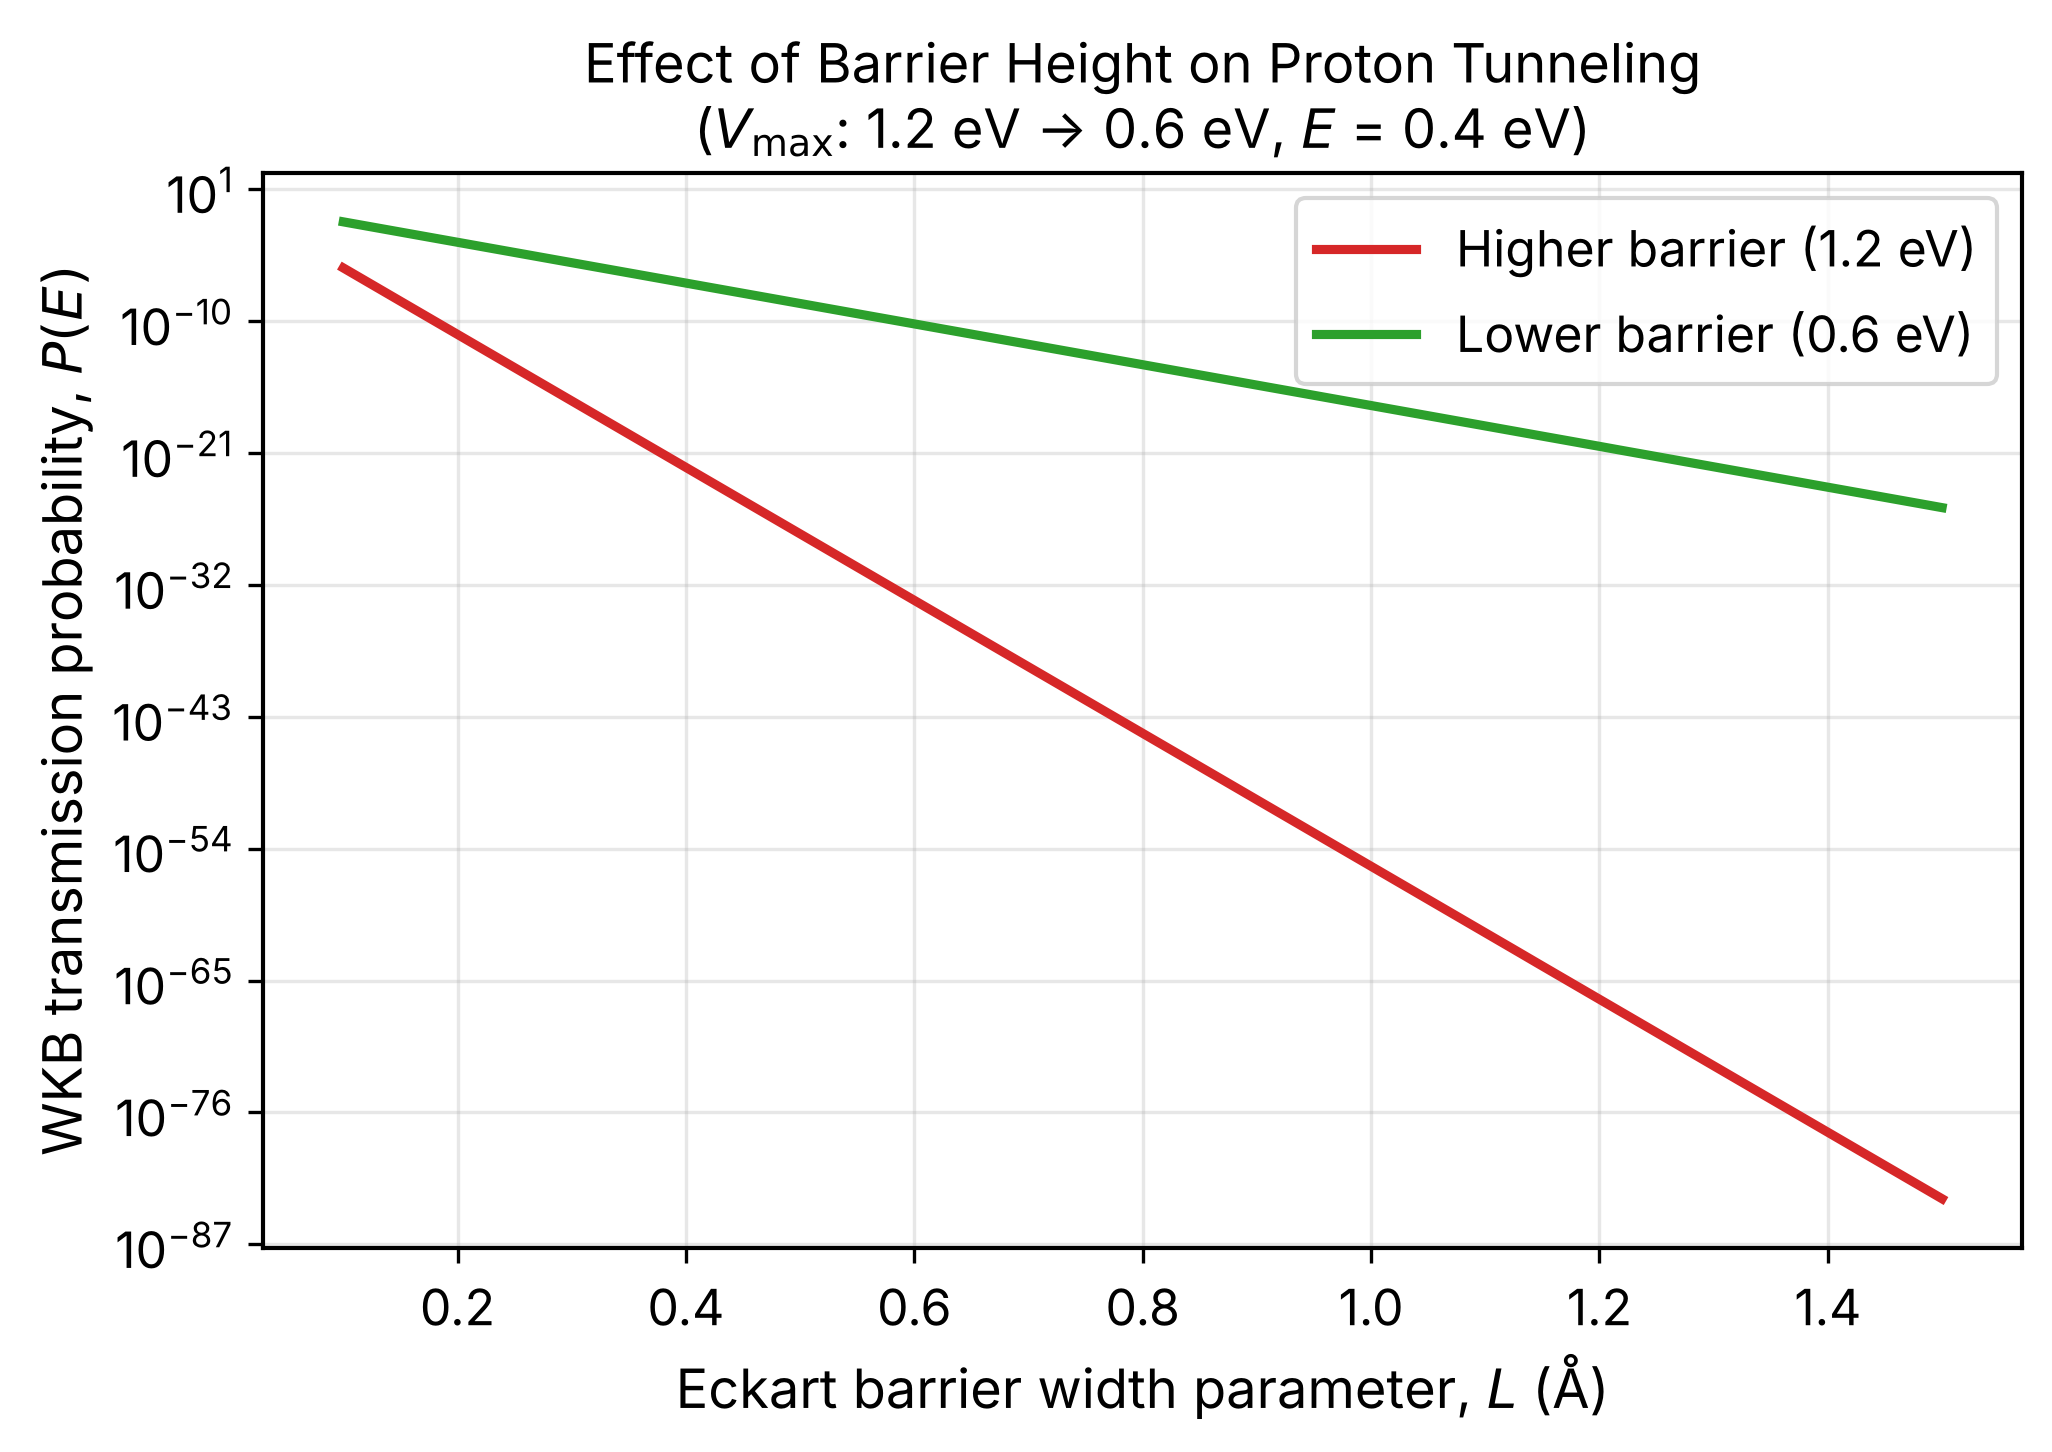 Effect of Barrier Height on Proton Tunneling
(Vmax: 1.2 eV → 0.6 eV, E = 0.4 eV)
WKB transmission probability, P(E)
10¹
10⁻¹⁰
10⁻²¹
10⁻³²
10⁻⁴³
10⁻⁵⁴
10⁻⁶⁵
10⁻⁷⁶
10⁻⁸⁷
Higher barrier (1.2 eV)
Lower barrier (0.6 eV)
0.2 0.4 0.6 0.8 1.0 1.2 1.4
Eckart barrier width parameter, L (Å)